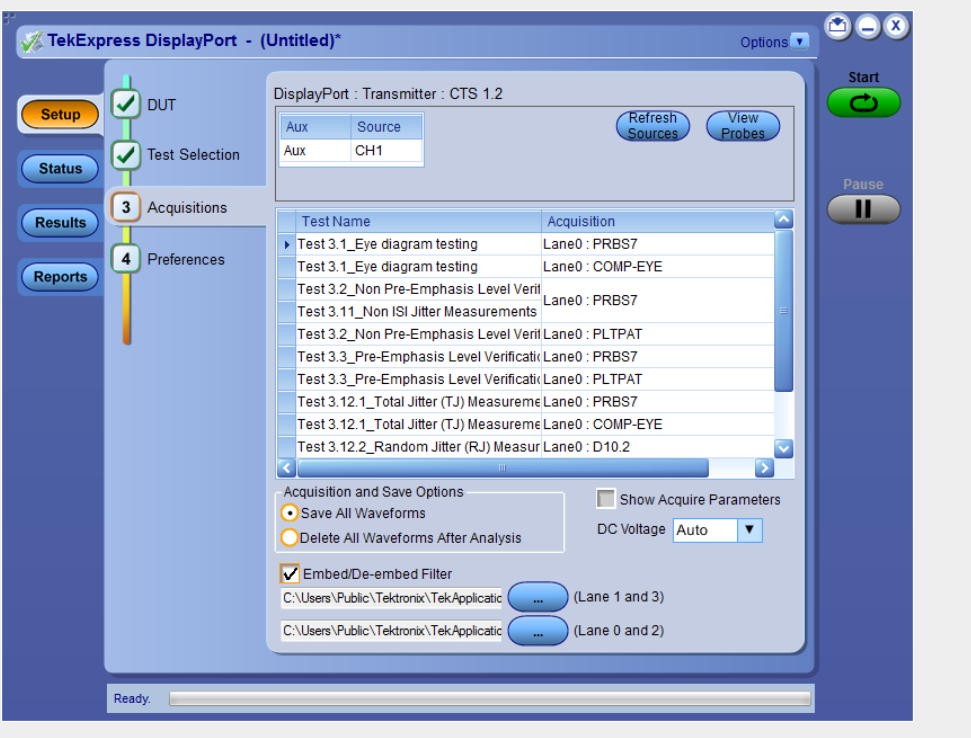 TekExpress DisplayPort - (Untitled)*
Options
Setup
Status
Results
Reports
DUT
Test Selection
3 Acquisitions
4 Preferences
DisplayPort : Transmitter : CTS 1.2
Aux Source
Aux CH1
Refresh Sources
View Probes
Test Name Acquisition
Test 3.1_Eye diagram testing Lane0 : PRBS7
Test 3.1_Eye diagram testing Lane0 : COMP-EYE
Test 3.2_Non Pre-Emphasis Level Verif
Lane0 : PRBS7
Test 3.11_Non ISI Jitter Measurements
Test 3.2_Non Pre-Emphasis Level Verif Lane0 : PLTPAT
Test 3.3_Pre-Emphasis Level Verificatic Lane0 : PRBS7
Test 3.3_Pre-Emphasis Level Verificatic Lane0 : PLTPAT
Test 3.12.1_Total Jitter (TJ) Measureme Lane0 : PRBS7
Test 3.12.1_Total Jitter (TJ) Measureme Lane0 : COMP-EYE
Test 3.12.2_Random Jitter (RJ) Measur Lane0 : D10.2
Acquisition and Save Options
Save All Waveforms
Delete All Waveforms After Analysis
Show Acquire Parameters
DC Voltage Auto
Embed/De-embed Filter
C:\Users\Public\Tektronix\TekApplicatic ... (Lane 1 and 3)
C:\Users\Public\Tektronix\TekApplicatic ... (Lane 0 and 2)
Start
Pause
Ready.